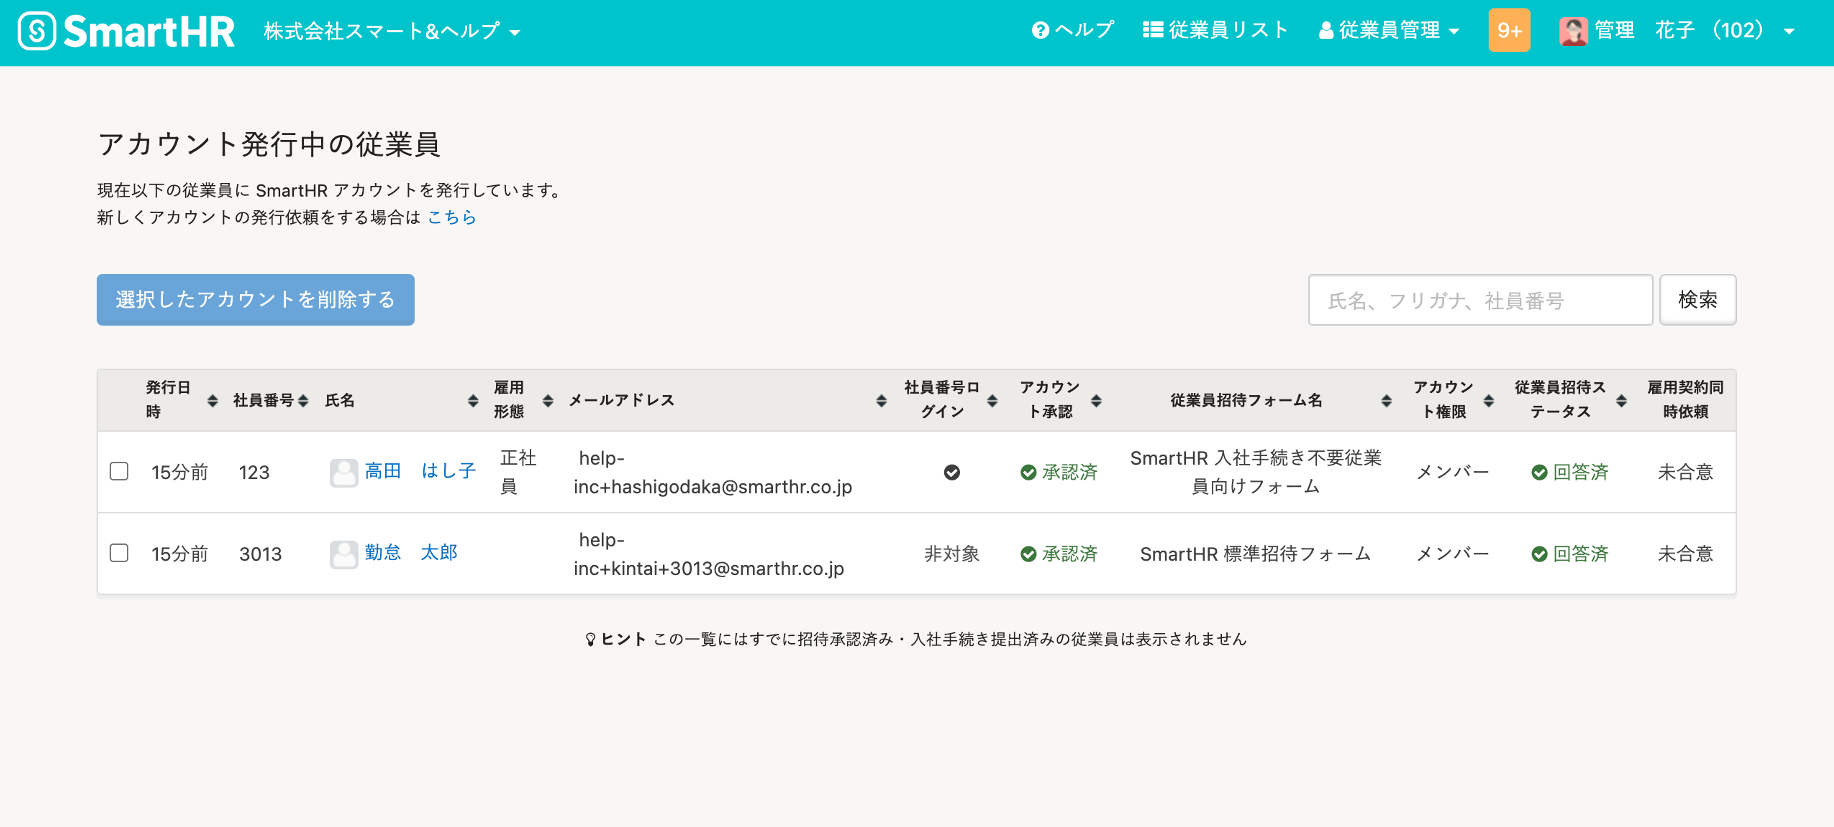 SmartHR 株式会社スマート&ヘルプ ヘルプ 従業員リスト 従業員管理 9+ 管理 花子 （102）
アカウント発行中の従業員
現在以下の従業員に SmartHR アカウントを発行しています。
新しくアカウントの発行依頼をする場合は こちら
選択したアカウントを削除する
氏名、フリガナ、社員番号 検索
発行日時 社員番号 氏名 雇用形態 メールアドレス 社員番号ログイン アカウント承認 従業員招待フォーム名 アカウント権限 従業員招待ステータス 雇用契約同時依頼
15分前 123 高田　はし子 正社員 help-inc+hashigodaka@smarthr.co.jp 承認済 SmartHR 入社手続き不要従業員向けフォーム メンバー 回答済 未合意
15分前 3013 勤怠　太郎 help-inc+kintai+3013@smarthr.co.jp 非対象 承認済 SmartHR 標準招待フォーム メンバー 回答済 未合意
ヒント この一覧にはすでに招待承認済み・入社手続き提出済みの従業員は表示されません